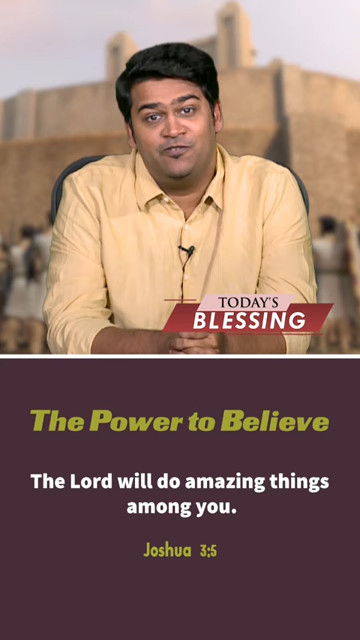 TODAY'S
BLESSING
The Power to Believe
The Lord will do amazing things
among you.
Joshua 3:5